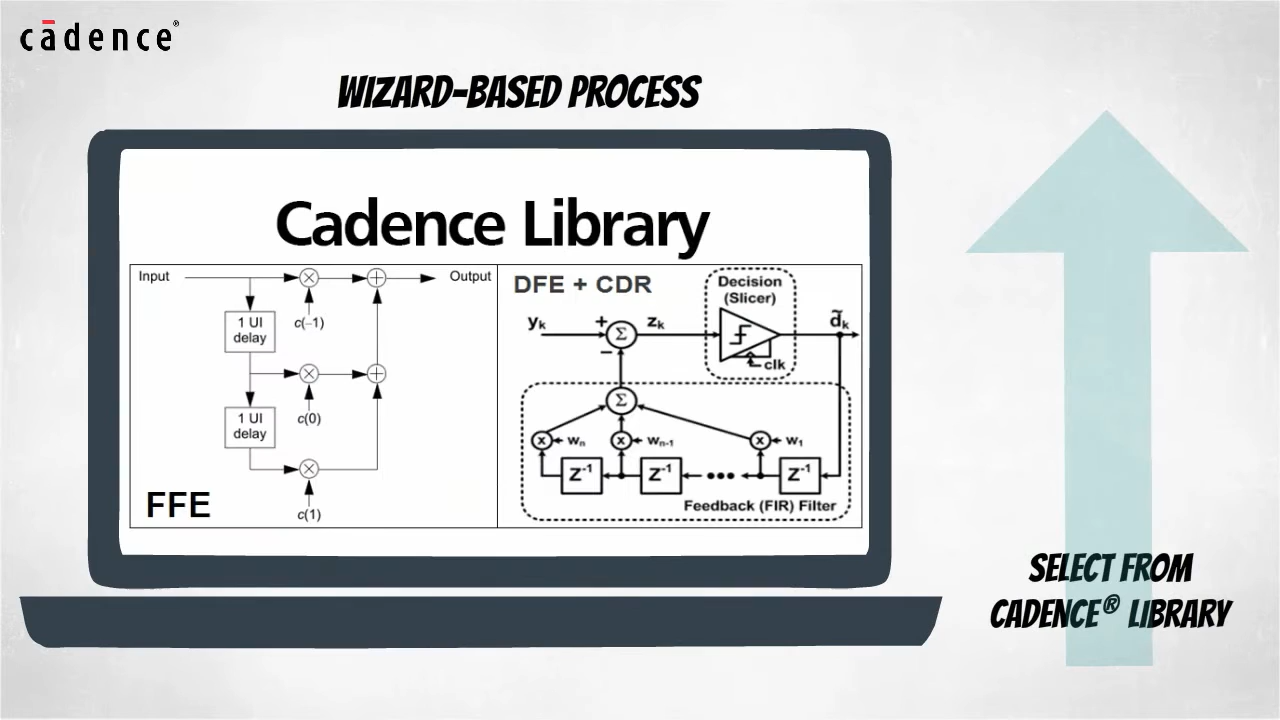 cadence®
WIZARD-BASED PROCESS
Cadence Library
Input
Output
1 UI
delay
c(−1)
1 UI
delay
c(0)
c(1)
FFE
DFE + CDR
Decision
(Slicer)
yk
+
Σ
−
zk
clk
d̃k
Σ
x
wn
x
wn-1
x
w1
Z-1
Z-1
•••
Z-1
Feedback (FIR) Filter
SELECT FROM
CADENCE® LIBRARY